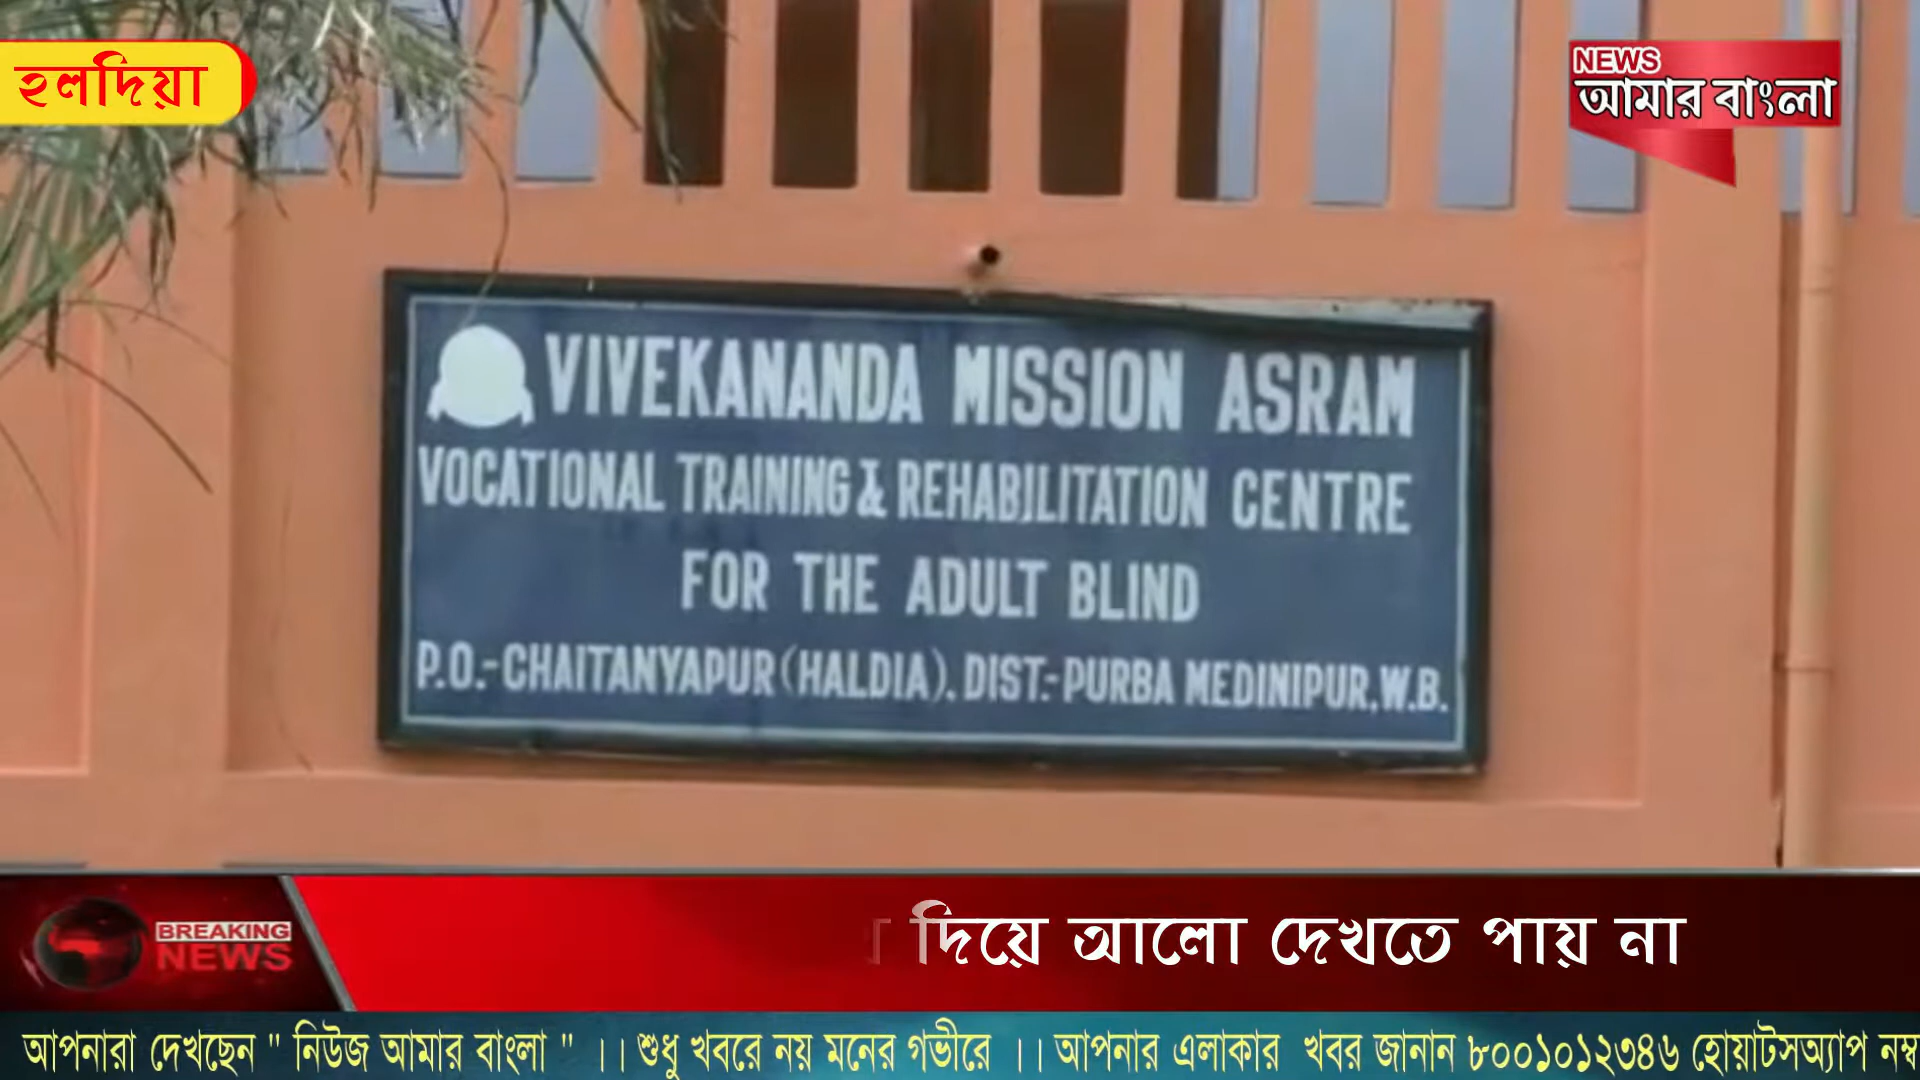 হলদিয়া
NEWS
আমার বাংলা
VIVEKANANDA MISSION ASRAM
VOCATIONAL TRAINING & REHABILITATION CENTRE
FOR THE ADULT BLIND
P.O.-CHAITANYAPUR (HALDIA). DIST:-PURBA MEDINIPUR, W.B.
BREAKING
NEWS
দিয়ে আলো দেখতে পায় না
আপনারা দেখছেন " নিউজ আমার বাংলা " ।। শুধু খবরে নয় মনের গভীরে ।। আপনার এলাকার খবর জানান ৮০০১০১২৩৪৬ হোয়াটসঅ্যাপ নম্ব